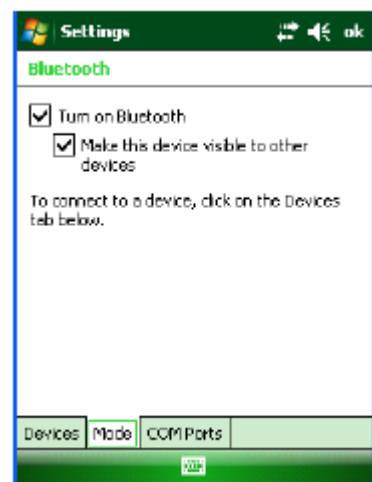 Settings ok
Bluetooth
Turn on Bluetooth
Make this device visible to other
devices
To connect to a device, click on the Devices
tab below.
Devices Mode COM Ports